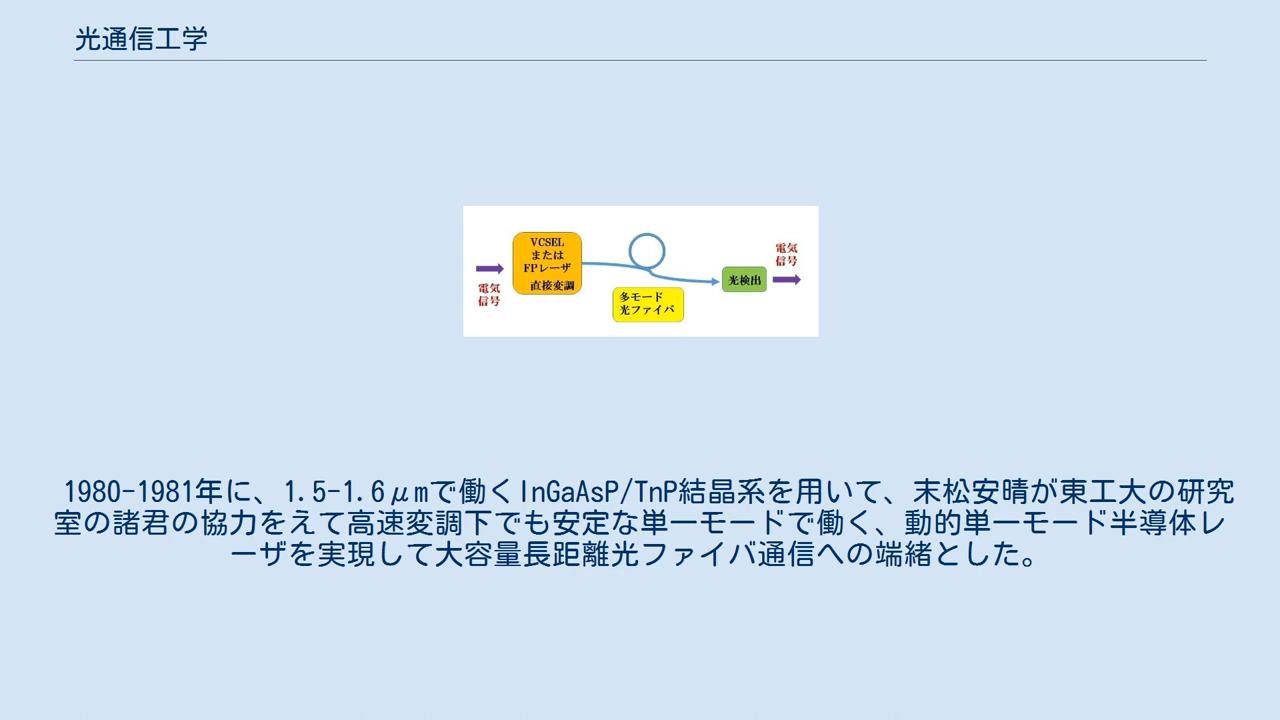 光通信工学
VCSEL
または
FPレーザ
直接変調
電気
信号
多モード
光ファイバ
光検出
電気
信号
1980-1981年に、1.5-1.6μmで働くInGaAsP/TnP結晶系を用いて、末松安晴が東工大の研究
室の諸君の協力をえて高速変調下でも安定な単一モードで働く、動的単一モード半導体レ
ーザを実現して大容量長距離光ファイバ通信への端緒とした。